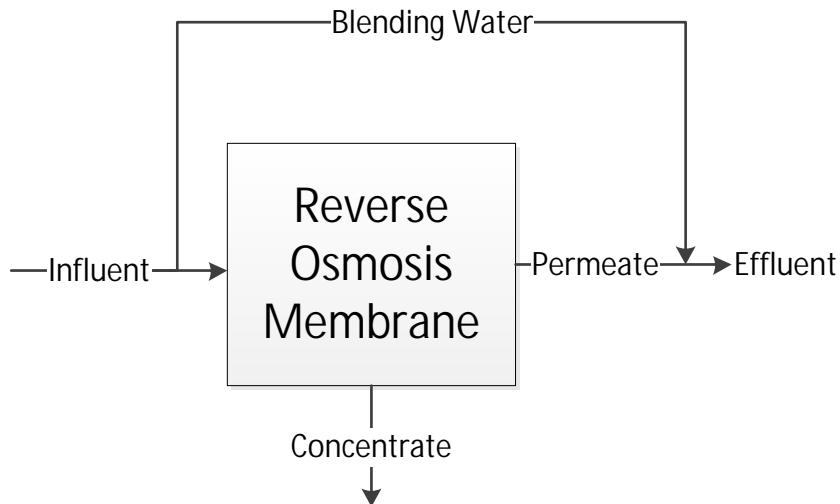 Blending Water
Reverse
Osmosis
Membrane
Influent
Permeate
Effluent
Concentrate